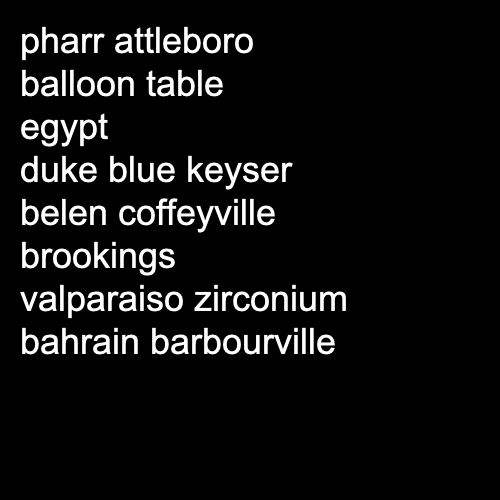 pharr attleboro
balloon table
egypt
duke blue keyser
belen coffeyville
brookings
valparaiso zirconium
bahrain barbourville